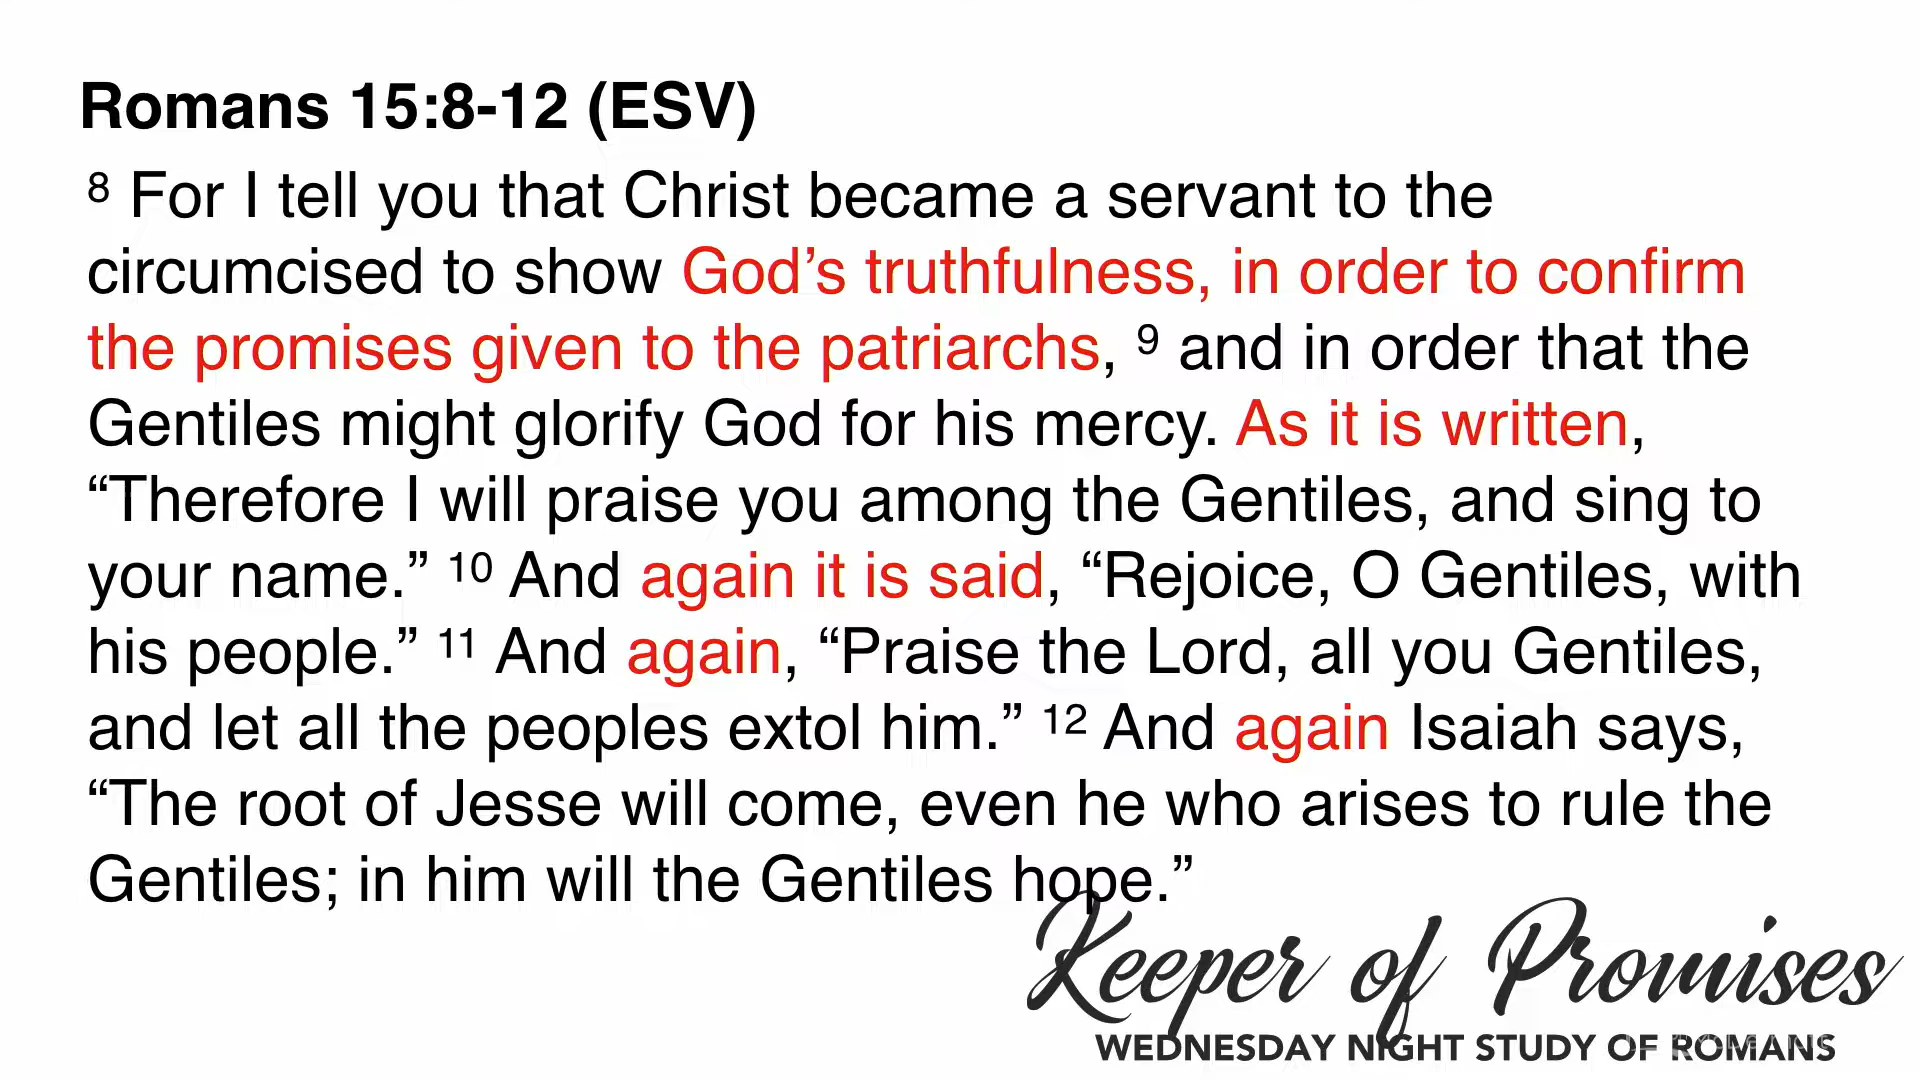 Romans 15:8-12 (ESV)
8 For I tell you that Christ became a servant to the
circumcised to show God’s truthfulness, in order to confirm
the promises given to the patriarchs, 9 and in order that the
Gentiles might glorify God for his mercy. As it is written,
“Therefore I will praise you among the Gentiles, and sing to
your name.” 10 And again it is said, “Rejoice, O Gentiles, with
his people.” 11 And again, “Praise the Lord, all you Gentiles,
and let all the peoples extol him.” 12 And again Isaiah says,
“The root of Jesse will come, even he who arises to rule the
Gentiles; in him will the Gentiles hope.”
Keeper of Promises
WEDNESDAY NIGHT STUDY OF ROMANS